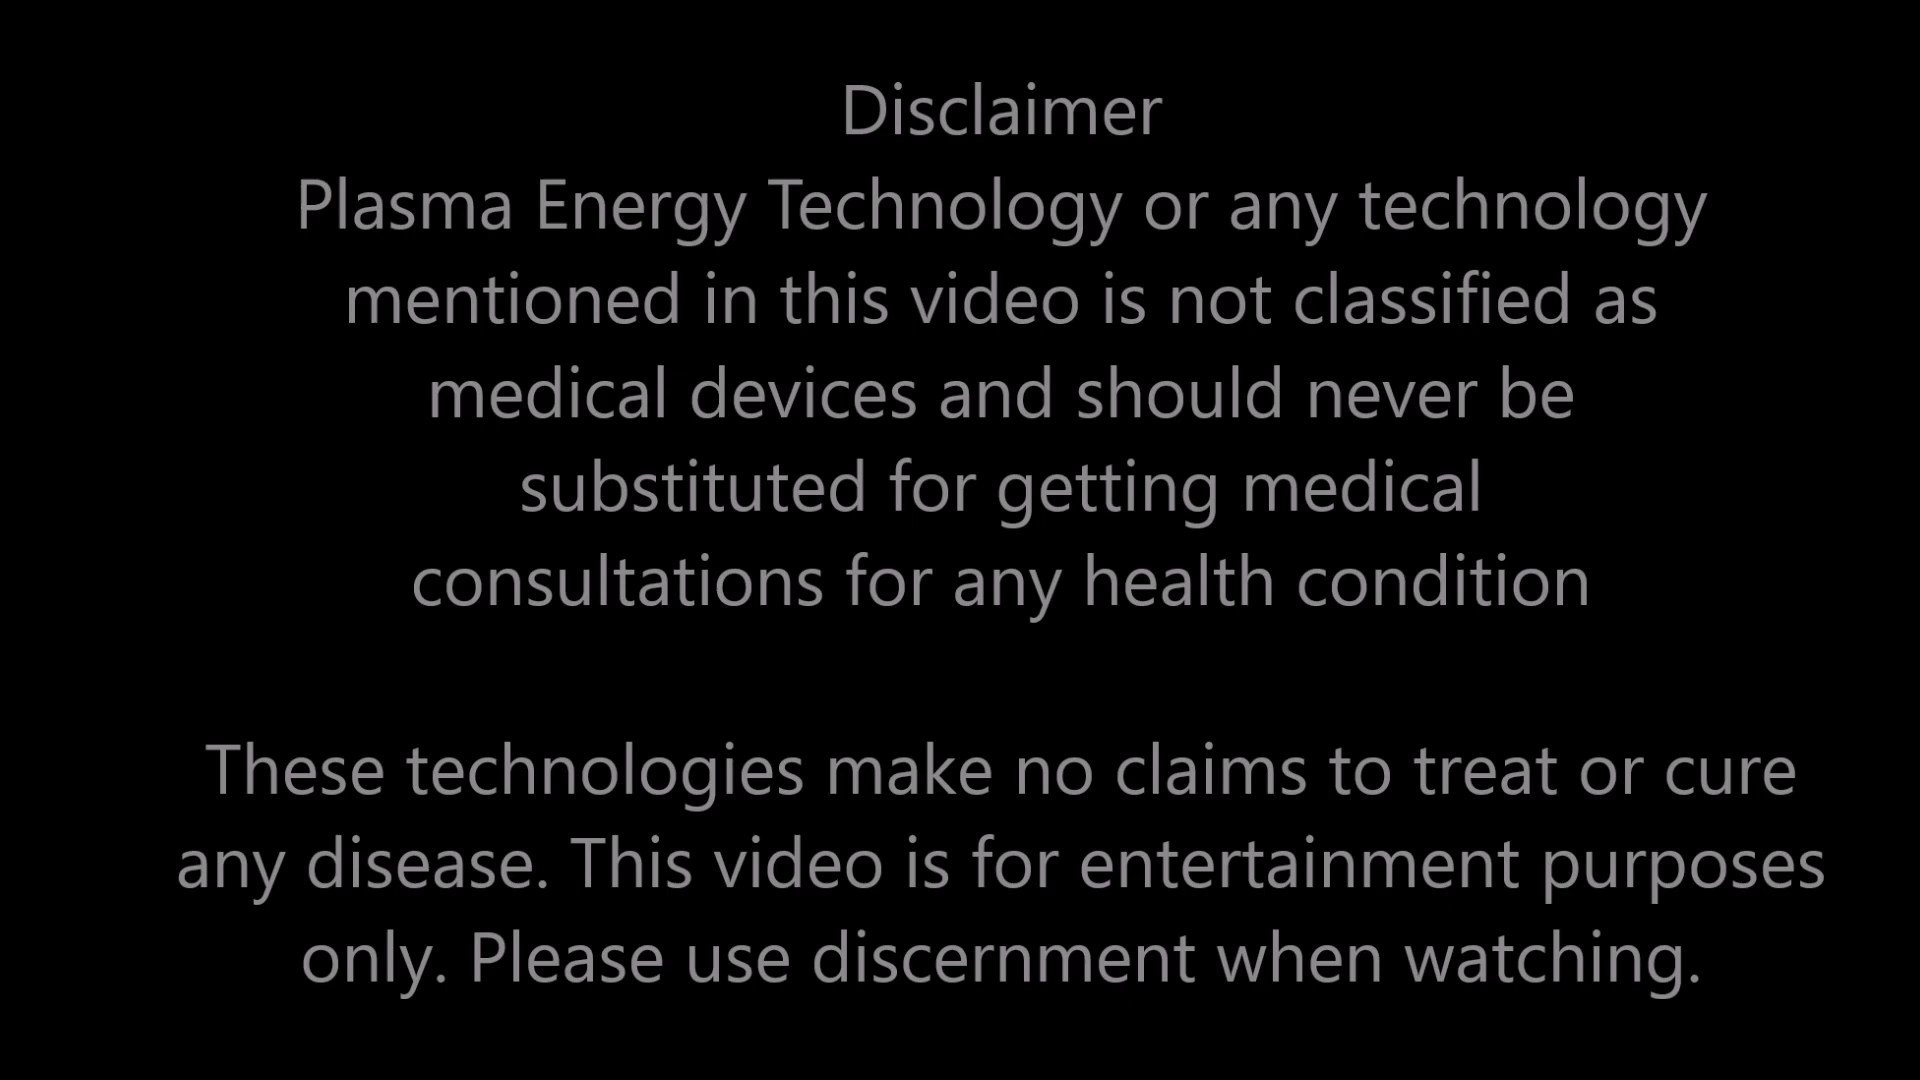 Disclaimer
Plasma Energy Technology or any technology
mentioned in this video is not classified as
medical devices and should never be
substituted for getting medical
consultations for any health condition
These technologies make no claims to treat or cure
any disease. This video is for entertainment purposes
only. Please use discernment when watching.